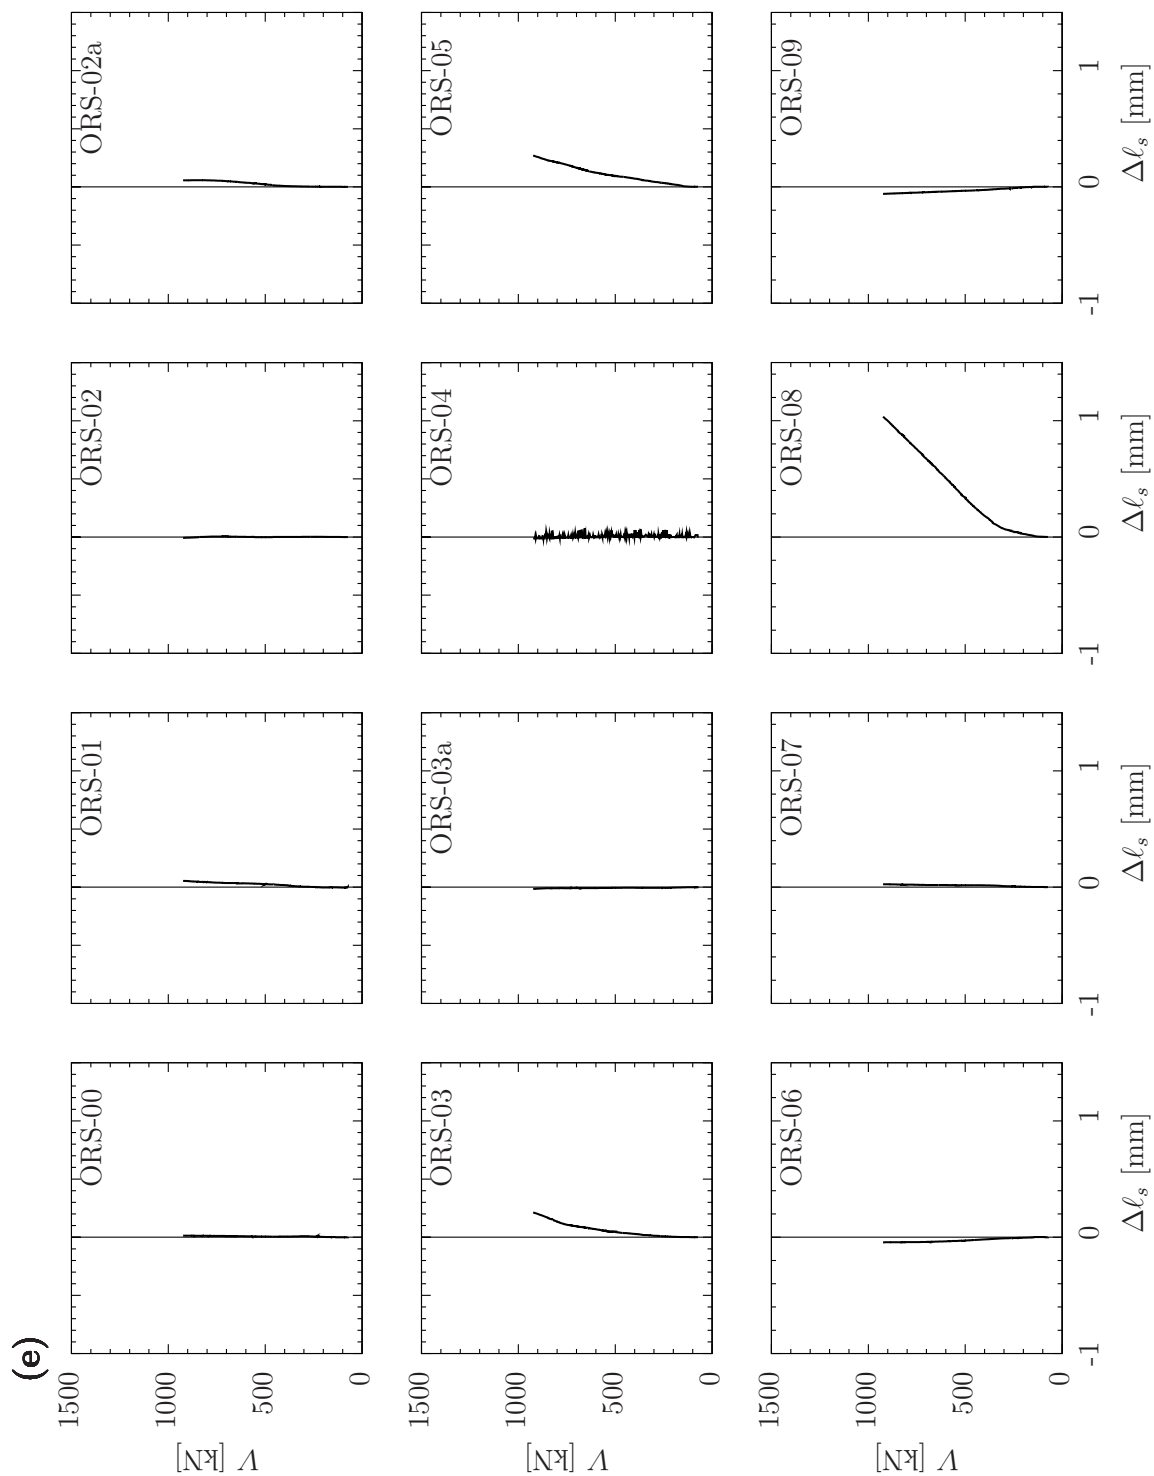 (e)
V [kN]
1500
1000
500
0
ORS-00
ORS-01
ORS-02
ORS-02a
V [kN]
1500
1000
500
0
ORS-03
ORS-03a
ORS-04
ORS-05
V [kN]
1500
1000
500
0
ORS-06
ORS-07
ORS-08
ORS-09
-1 0 1 -1 0 1 -1 0 1 -1 0 1
Δℓₛ [mm] Δℓₛ [mm] Δℓₛ [mm] Δℓₛ [mm]